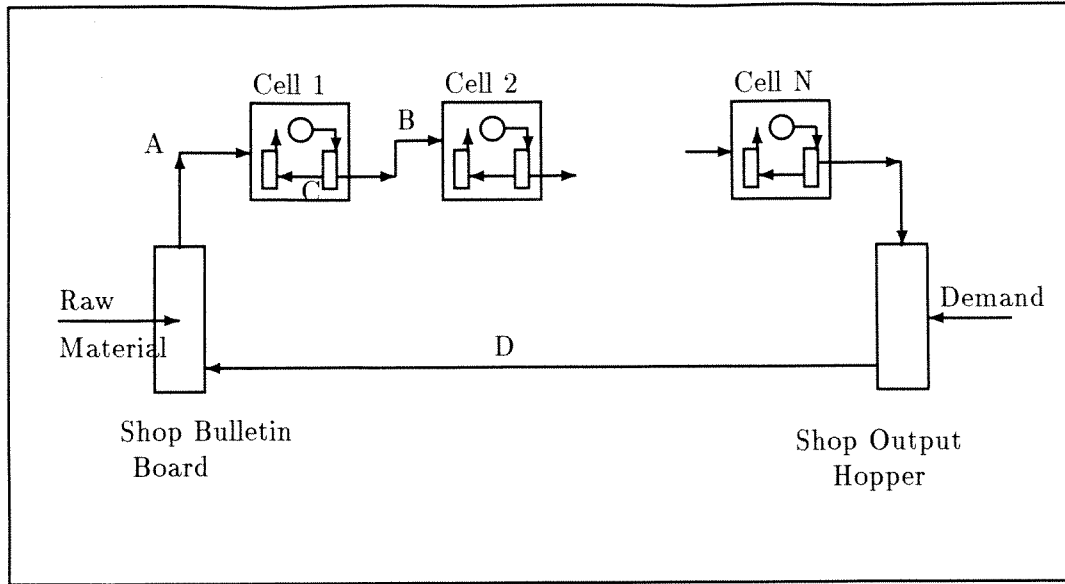 Cell 1
Cell 2
Cell N
A
B
C
Raw
Material
Demand
D
Shop Bulletin
Board
Shop Output
Hopper